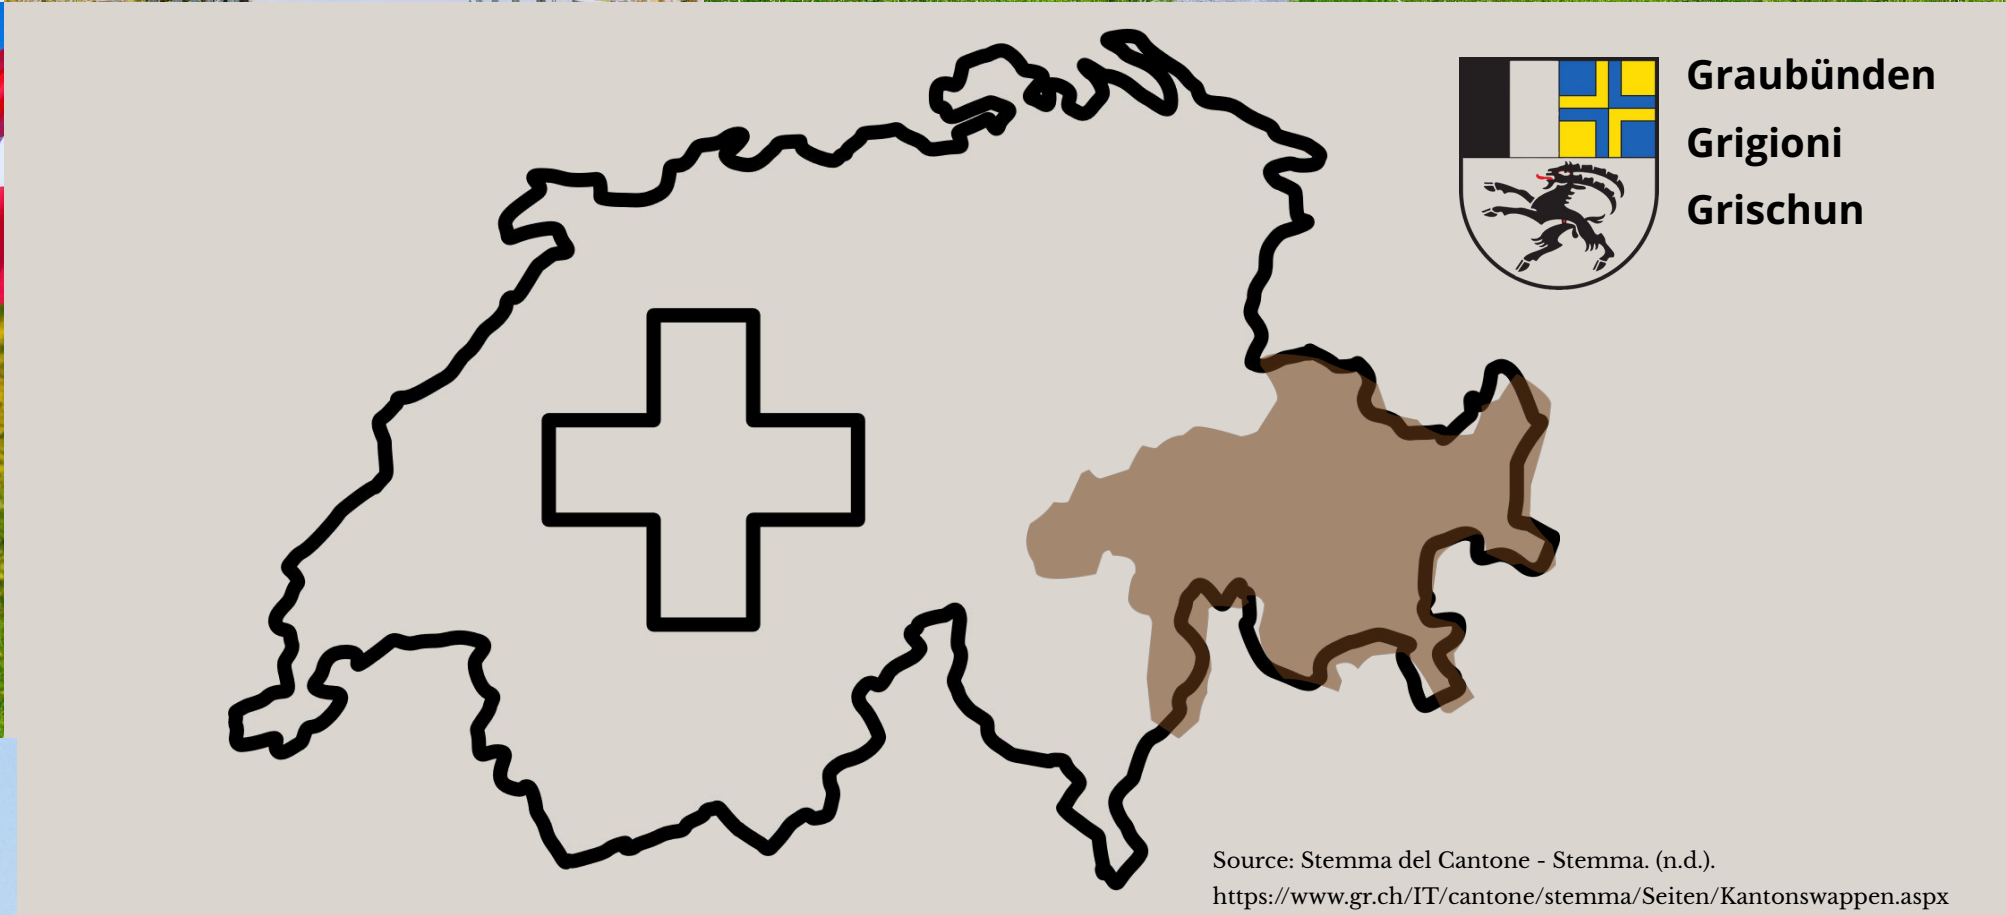 Graubünden
Grigioni
Grischun
Source: Stemma del Cantone - Stemma. (n.d.).
https://www.gr.ch/IT/cantone/stemma/Seiten/Kantonswappen.aspx